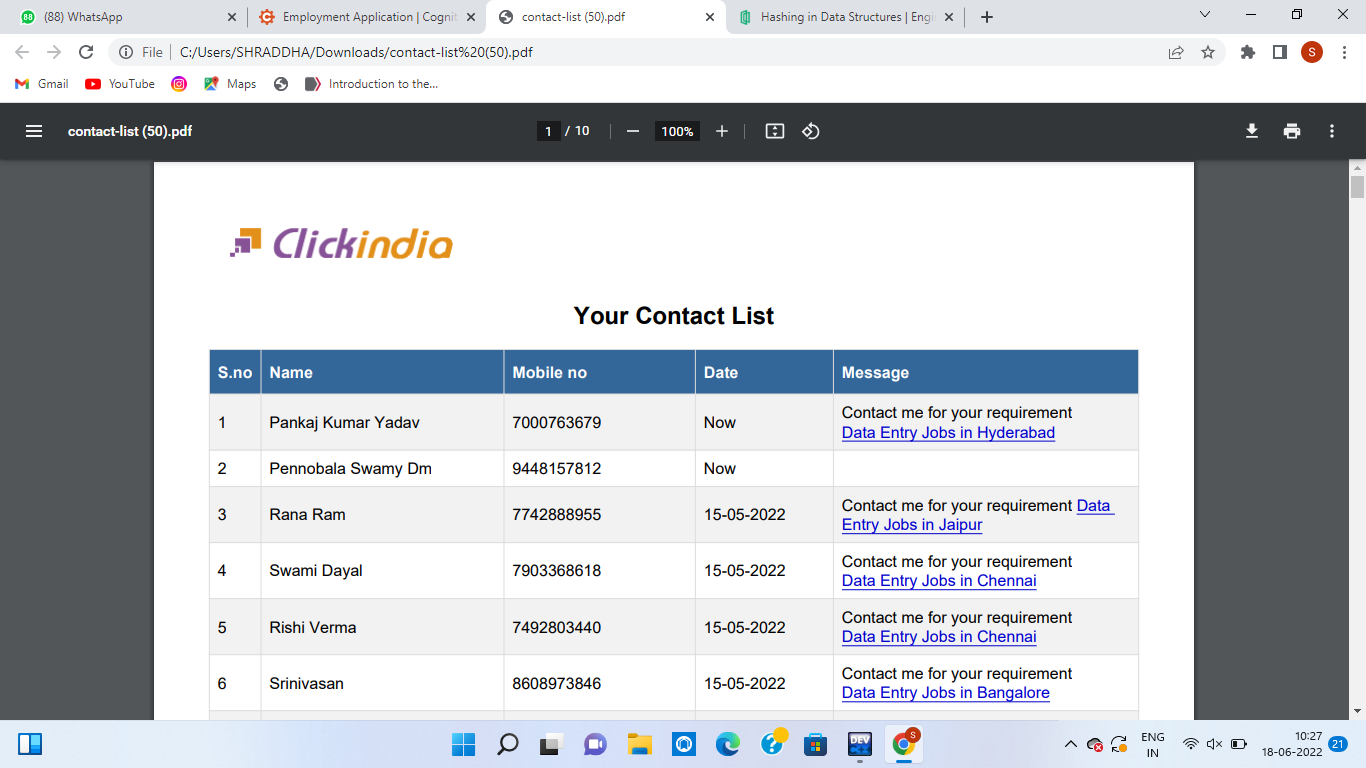 88
(88) WhatsApp
Employment Application | Cognit
contact-list (50).pdf
Hashing in Data Structures | Engi
File
C:/Users/SHRADDHA/Downloads/contact-list%20(50).pdf
S
Gmail
YouTube
Maps
Introduction to the...
contact-list (50).pdf
1 / 10
100%
Clickindia
Your Contact List
S.no Name Mobile no Date Message
1 Pankaj Kumar Yadav 7000763679 Now Contact me for your requirement
Data Entry Jobs in Hyderabad
2 Pennobala Swamy Dm 9448157812 Now
3 Rana Ram 7742888955 15-05-2022 Contact me for your requirement Data
Entry Jobs in Jaipur
4 Swami Dayal 7903368618 15-05-2022 Contact me for your requirement
Data Entry Jobs in Chennai
5 Rishi Verma 7492803440 15-05-2022 Contact me for your requirement
Data Entry Jobs in Chennai
6 Srinivasan 8608973846 15-05-2022 Contact me for your requirement
Data Entry Jobs in Bangalore
DEV
S
ENG
IN
10:27
18-06-2022
21